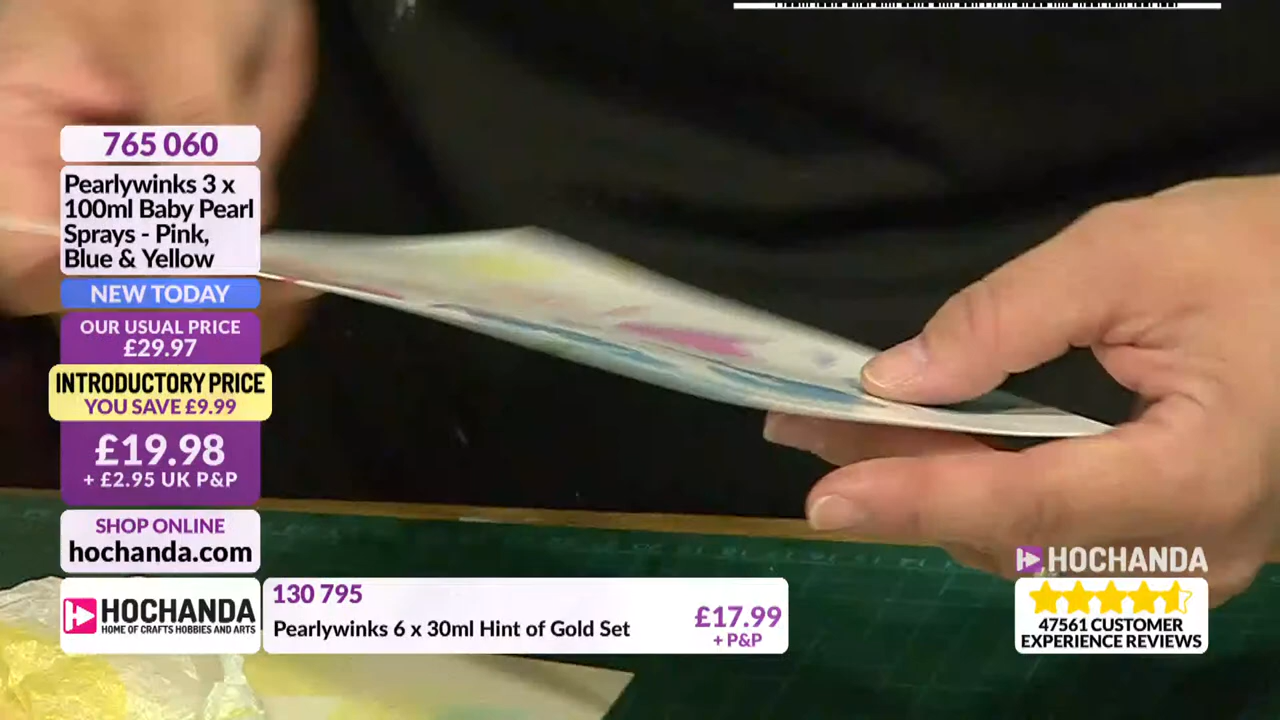 765 060
Pearlywinks 3 x
100ml Baby Pearl
Sprays - Pink,
Blue & Yellow
NEW TODAY
OUR USUAL PRICE
£29.97
INTRODUCTORY PRICE
YOU SAVE £9.99
£19.98
+ £2.95 UK P&P
SHOP ONLINE
hochanda.com
HOCHANDA
HOME OF CRAFTS HOBBIES AND ARTS
130 795
Pearlywinks 6 x 30ml Hint of Gold Set
£17.99
+ P&P
HOCHANDA
47561 CUSTOMER
EXPERIENCE REVIEWS